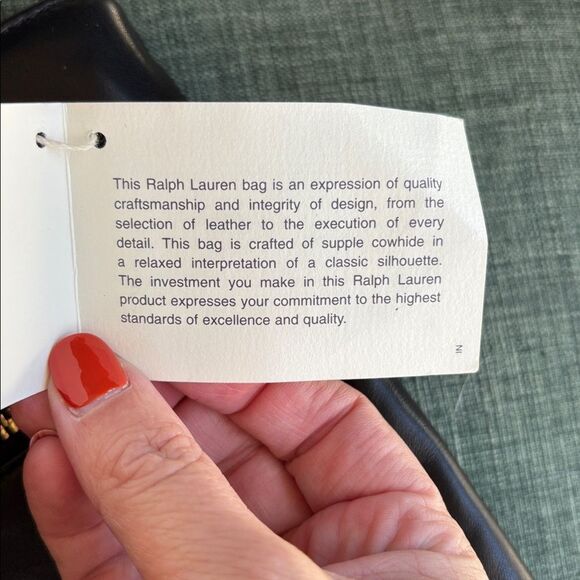 This Ralph Lauren bag is an expression of quality
craftsmanship and integrity of design, from the
selection of leather to the execution of every
detail. This bag is crafted of supple cowhide in
a relaxed interpretation of a classic silhouette.
The investment you make in this Ralph Lauren
product expresses your commitment to the highest
standards of excellence and quality.
IN